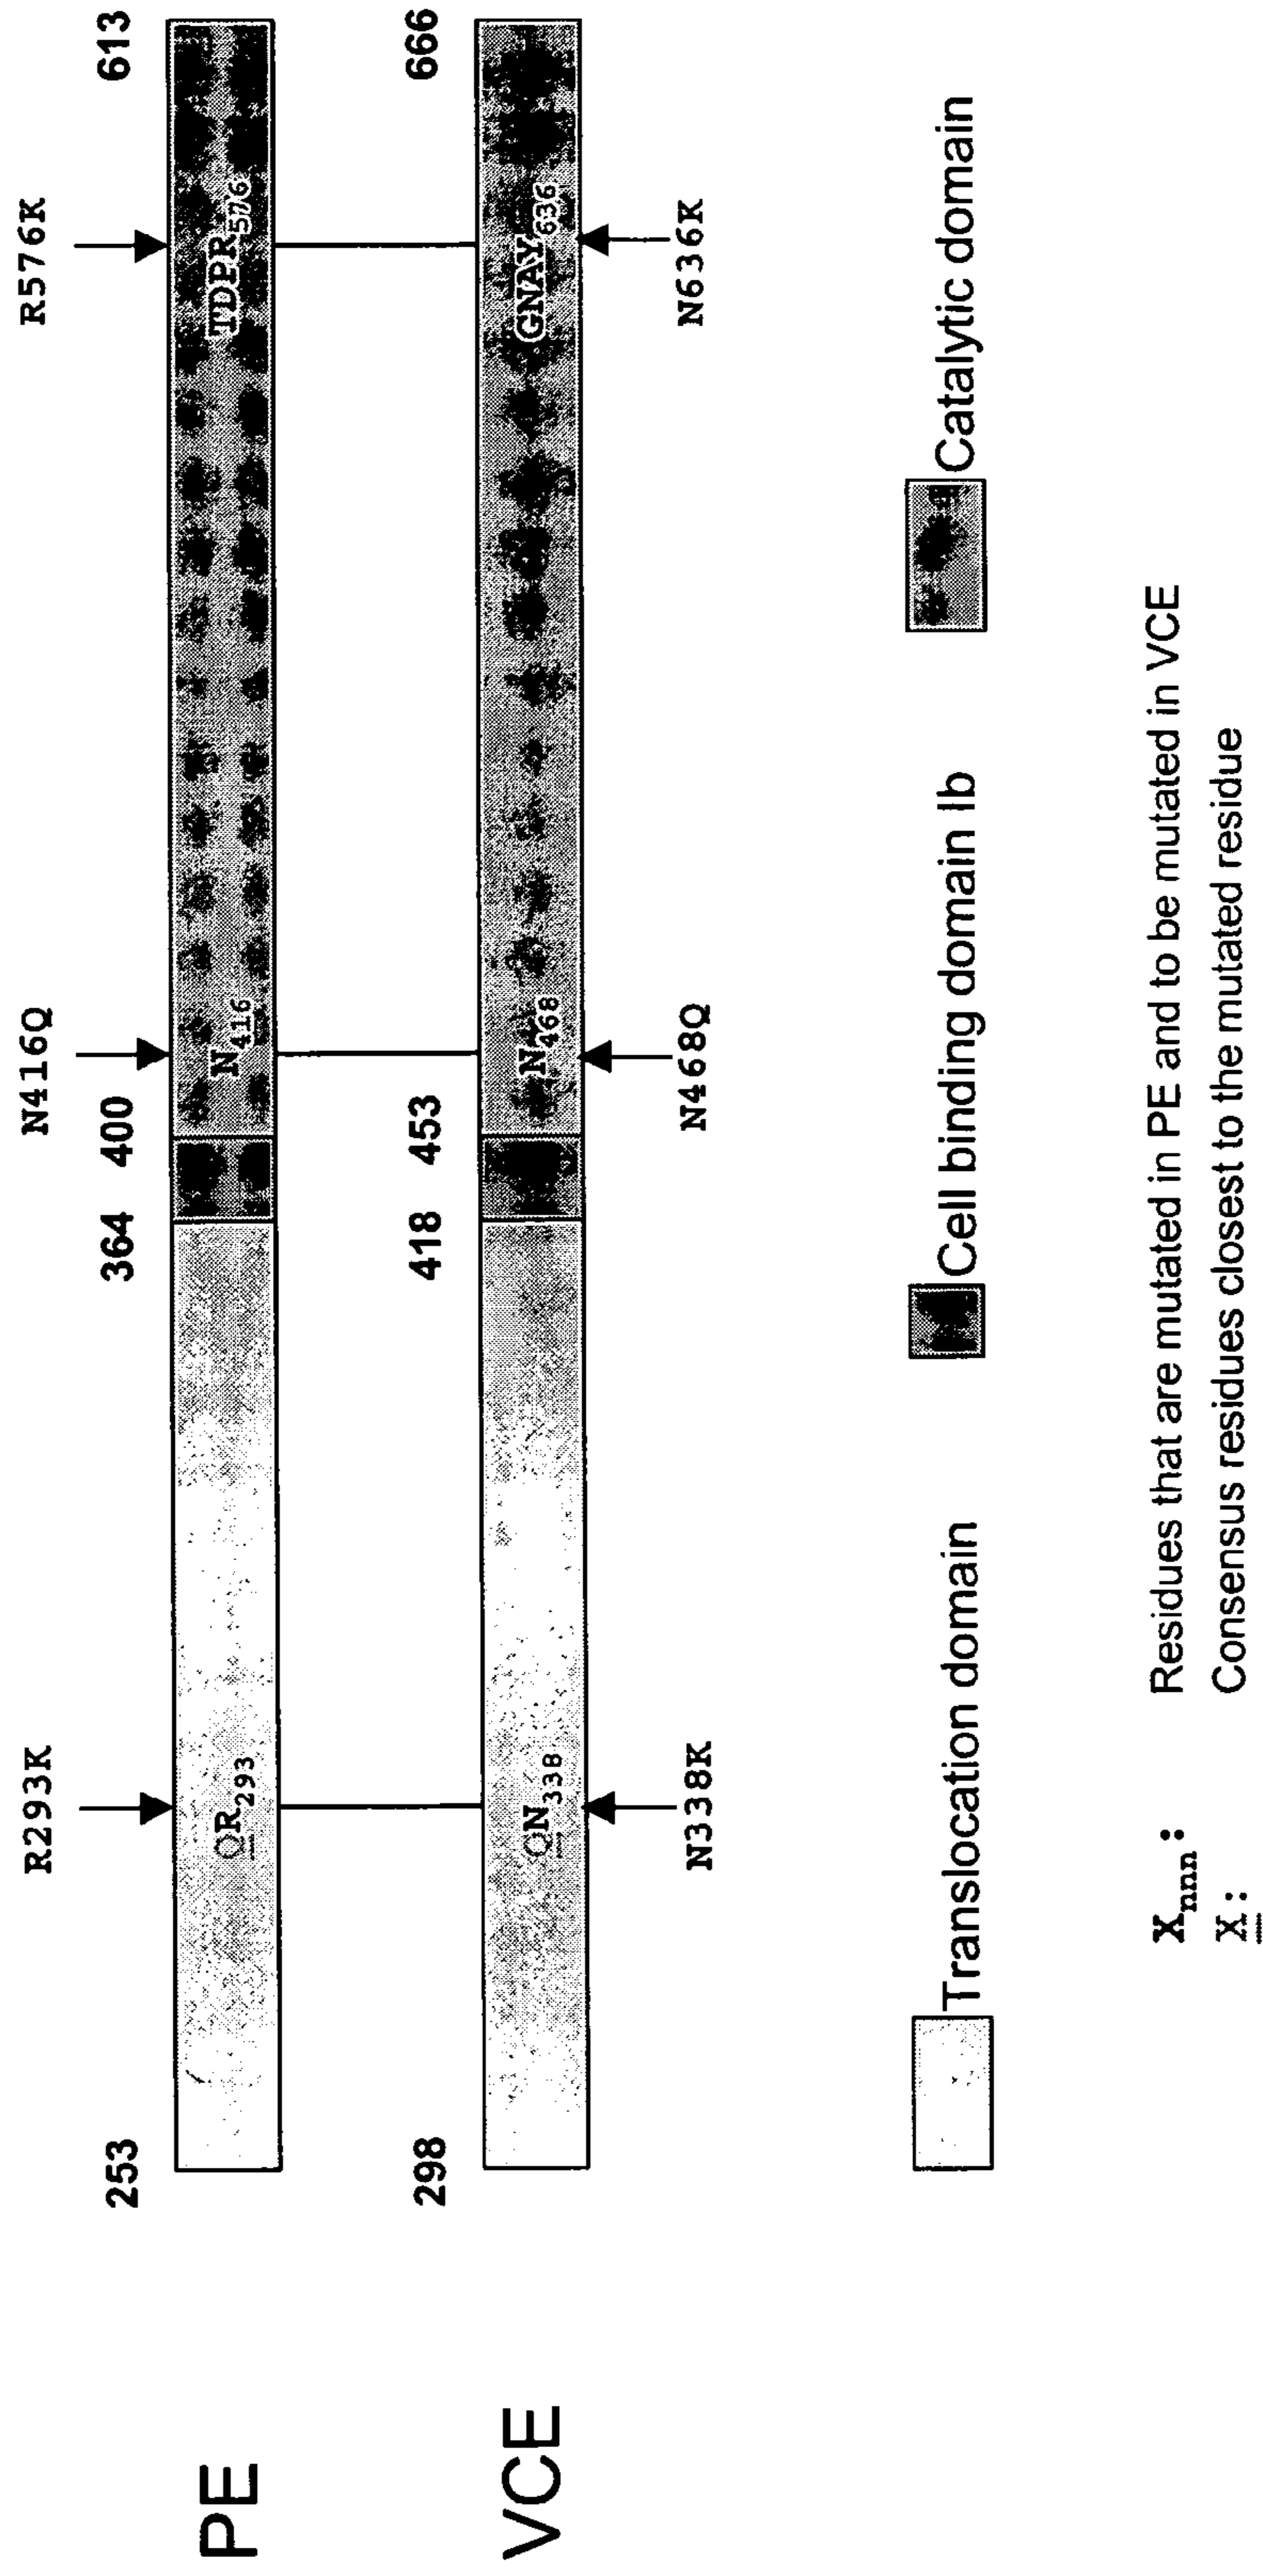 R293K N416Q R576K
253 364 400 613
PE QR293 N416 TDPR576
298 418 453 666
VCE QN338 N468 GNAY636
N338K N468Q N636K
Translocation domain Cell binding domain Ib Catalytic domain
Xnnn: Residues that are mutated in PE and to be mutated in VCE
X: Consensus residues closest to the mutated residue